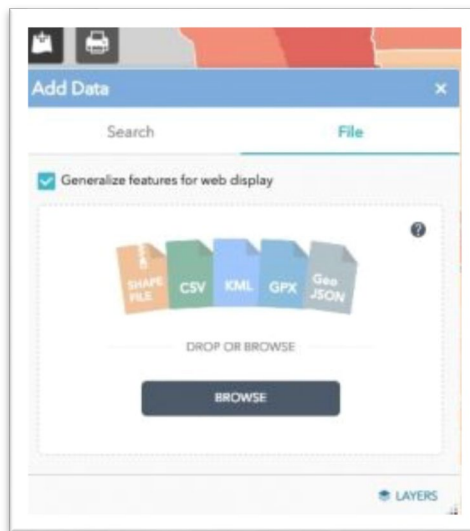 Add Data
Search File
Generalize features for web display
SHAPE
FILE
CSV
KML
GPX
Geo
JSON
DROP OR BROWSE
BROWSE
LAYERS